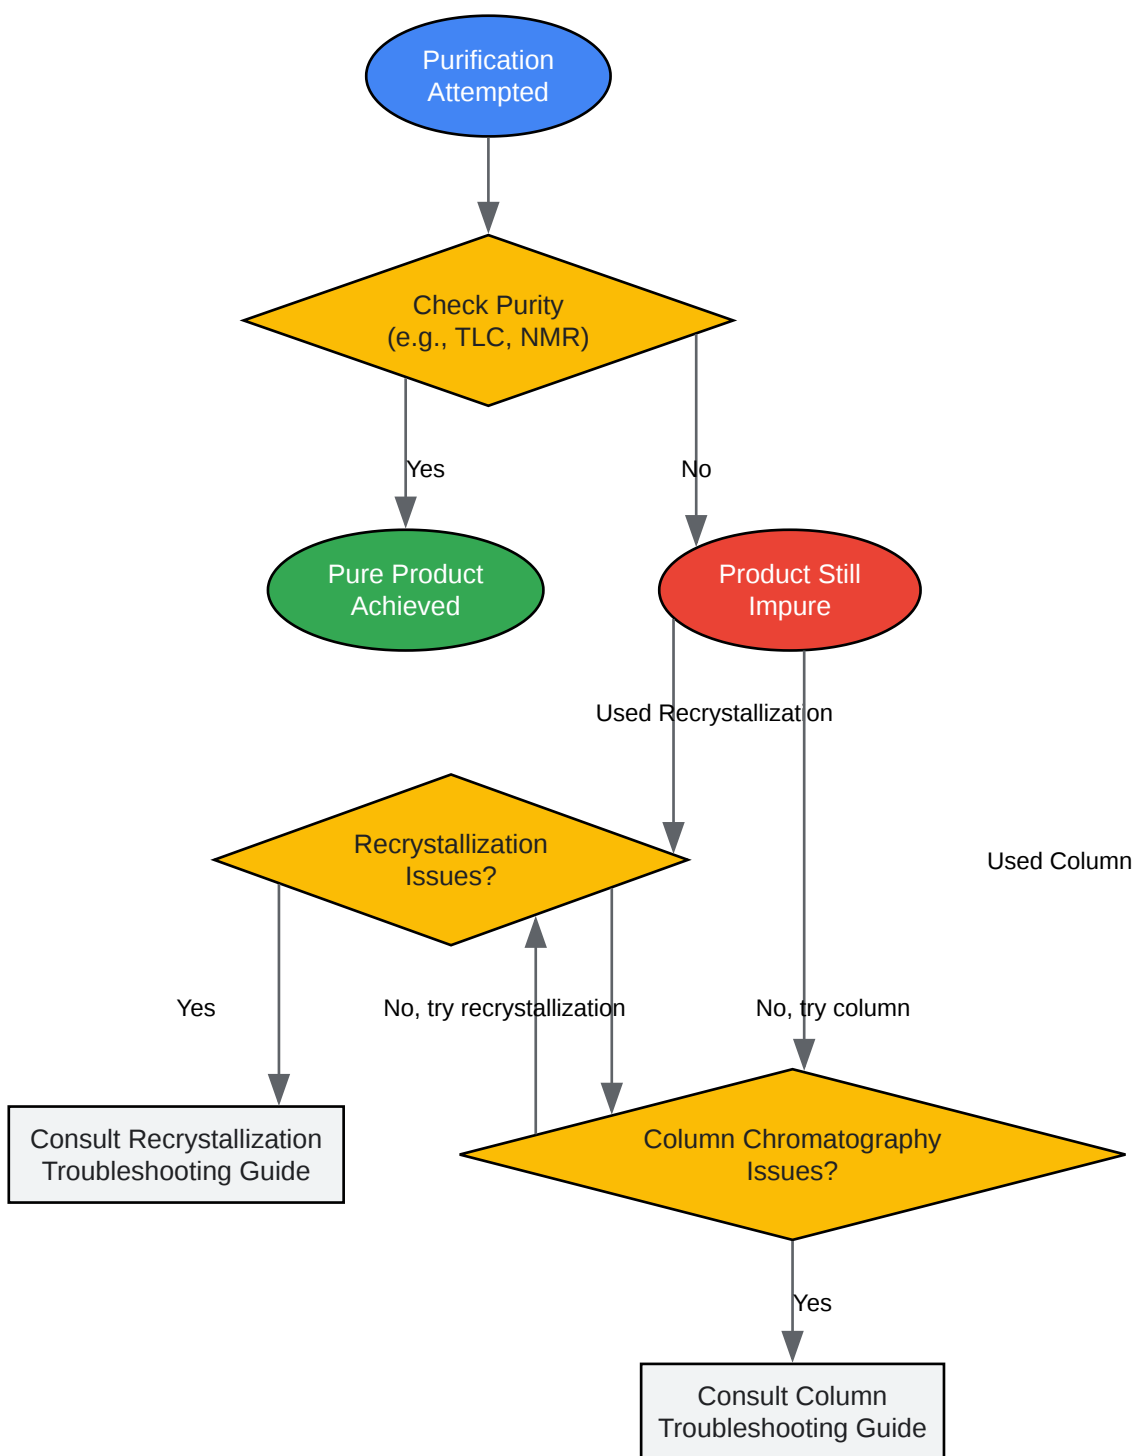 Purification
Attempted
Check Purity
(e.g., TLC, NMR)
Yes
No
Pure Product
Achieved
Product Still
Impure
Used Recrystallization
Recrystallization
Issues?
Used Column
Yes
No, try recrystallization
No, try column
Consult Recrystallization
Troubleshooting Guide
Column Chromatography
Issues?
Yes
Consult Column
Troubleshooting Guide